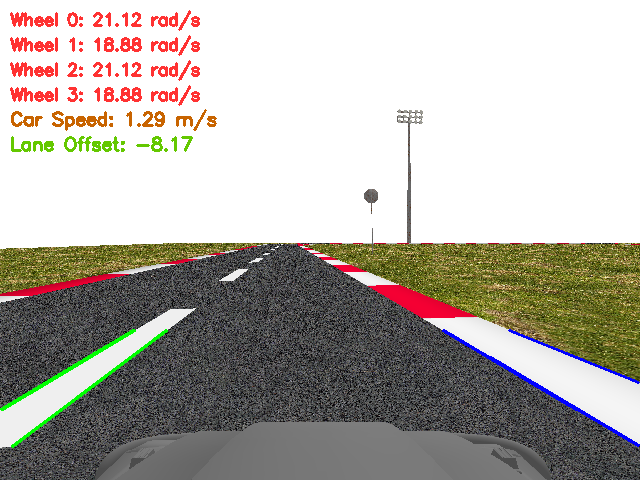 Wheel 0: 21.12 rad/s
Wheel 1: 18.88 rad/s
Wheel 2: 21.12 rad/s
Wheel 3: 18.88 rad/s
Car Speed: 1.29 m/s
Lane Offset: -8.17